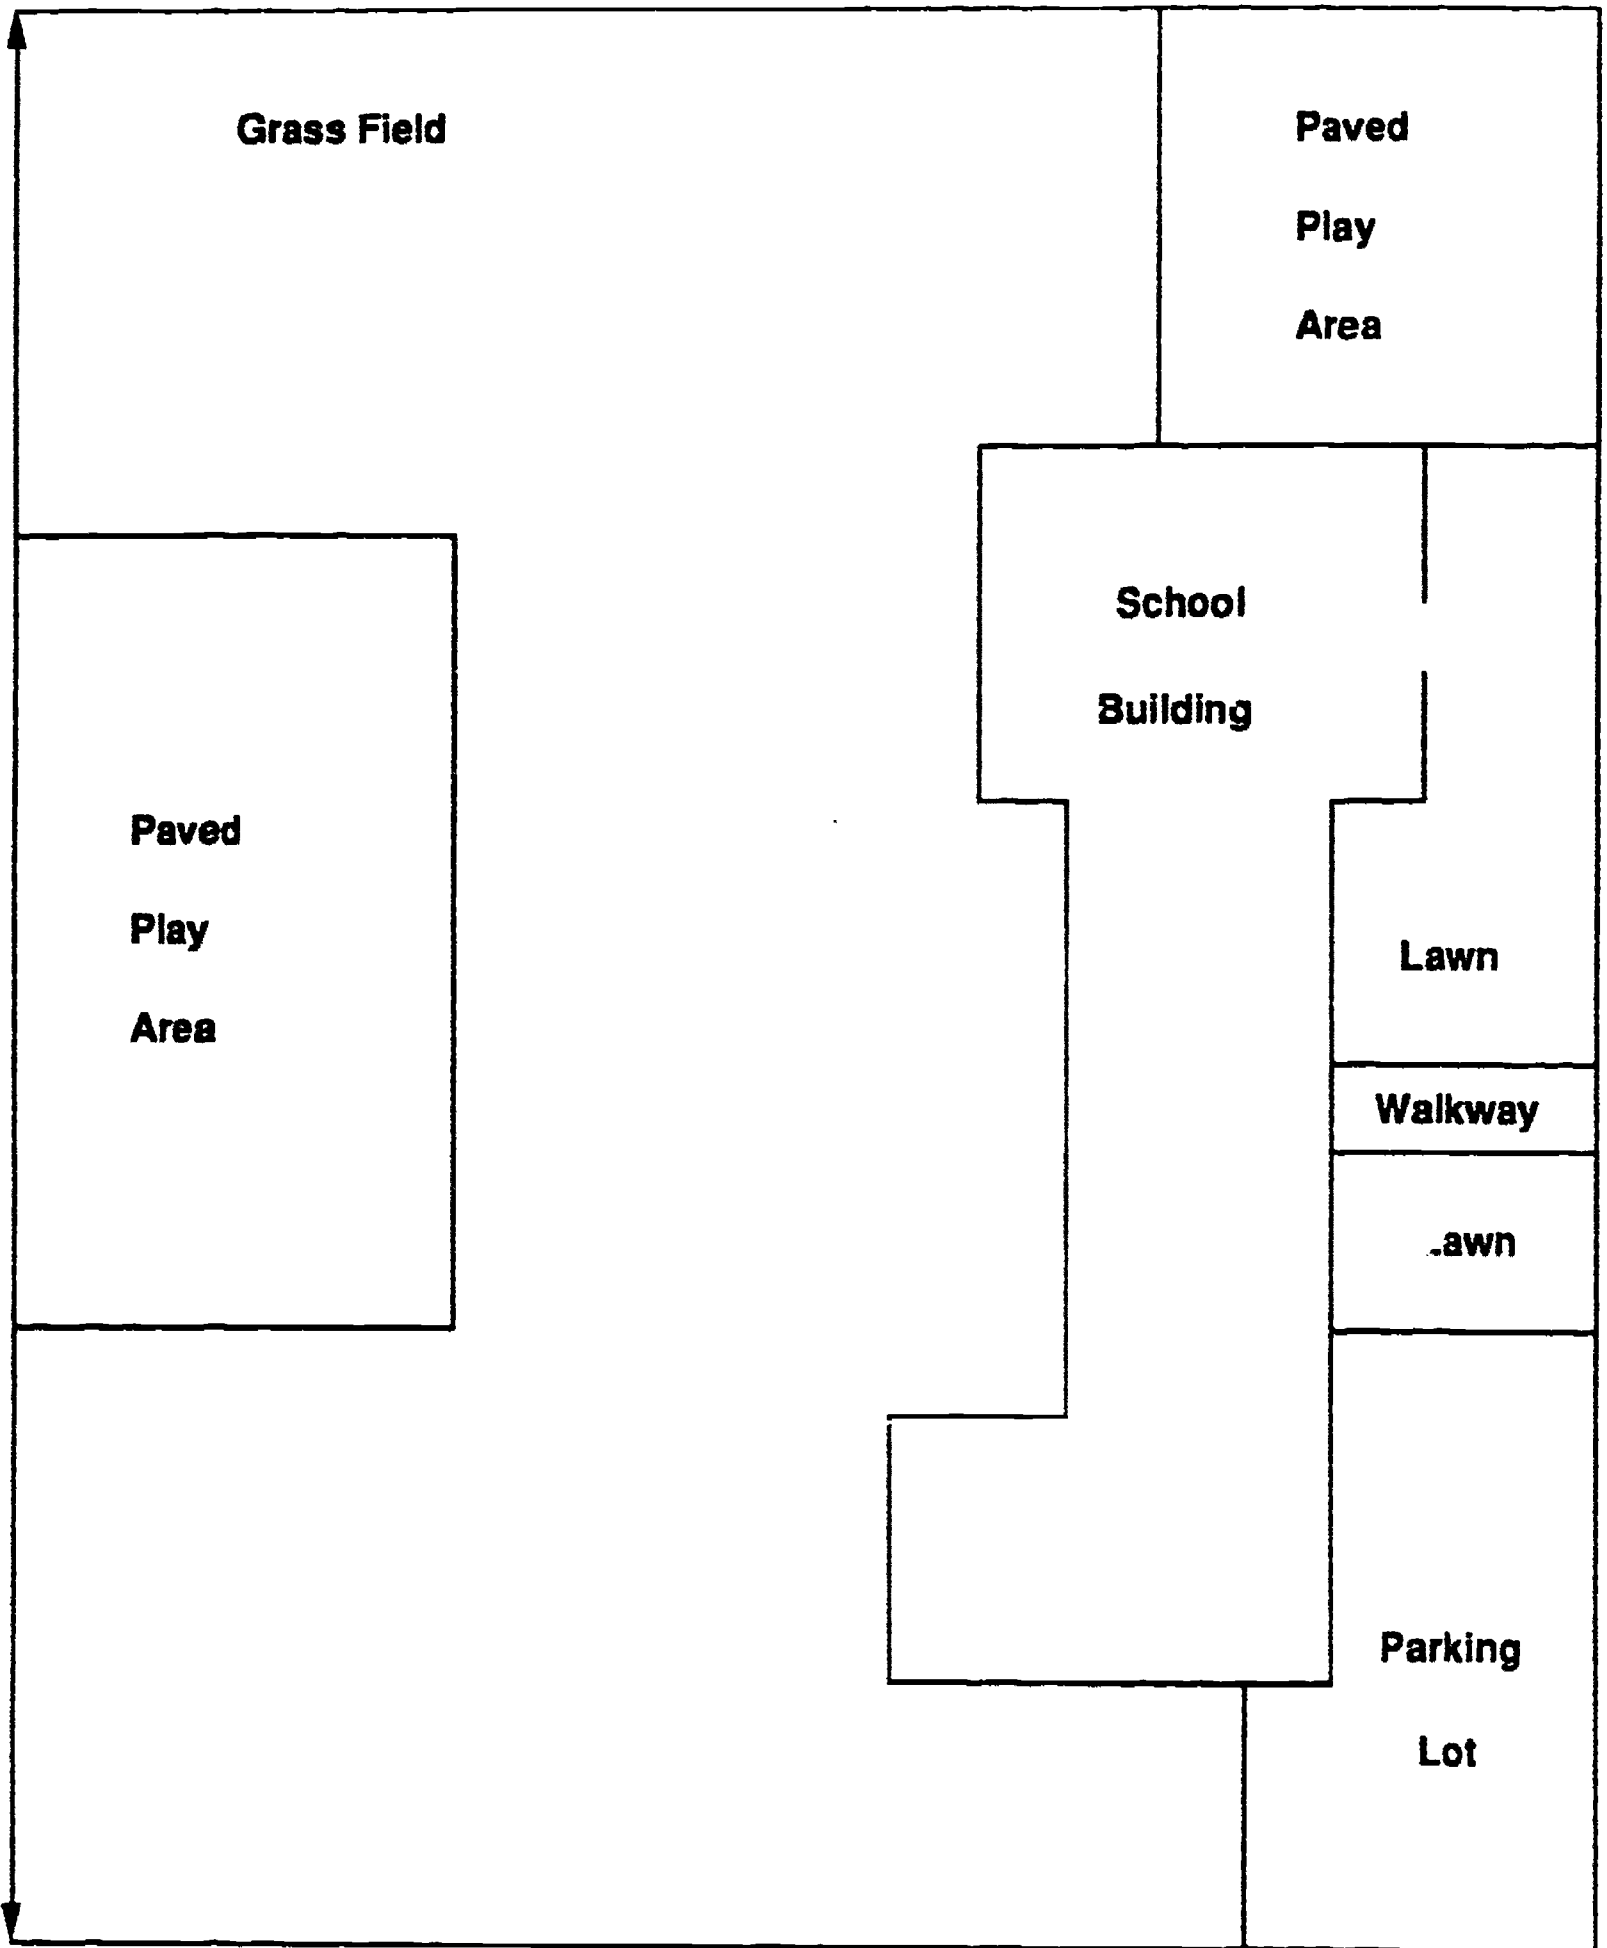 Grass Field
Paved
Play
Area
School
Building
Paved
Play
Area
Lawn
Walkway
.awn
Parking
Lot